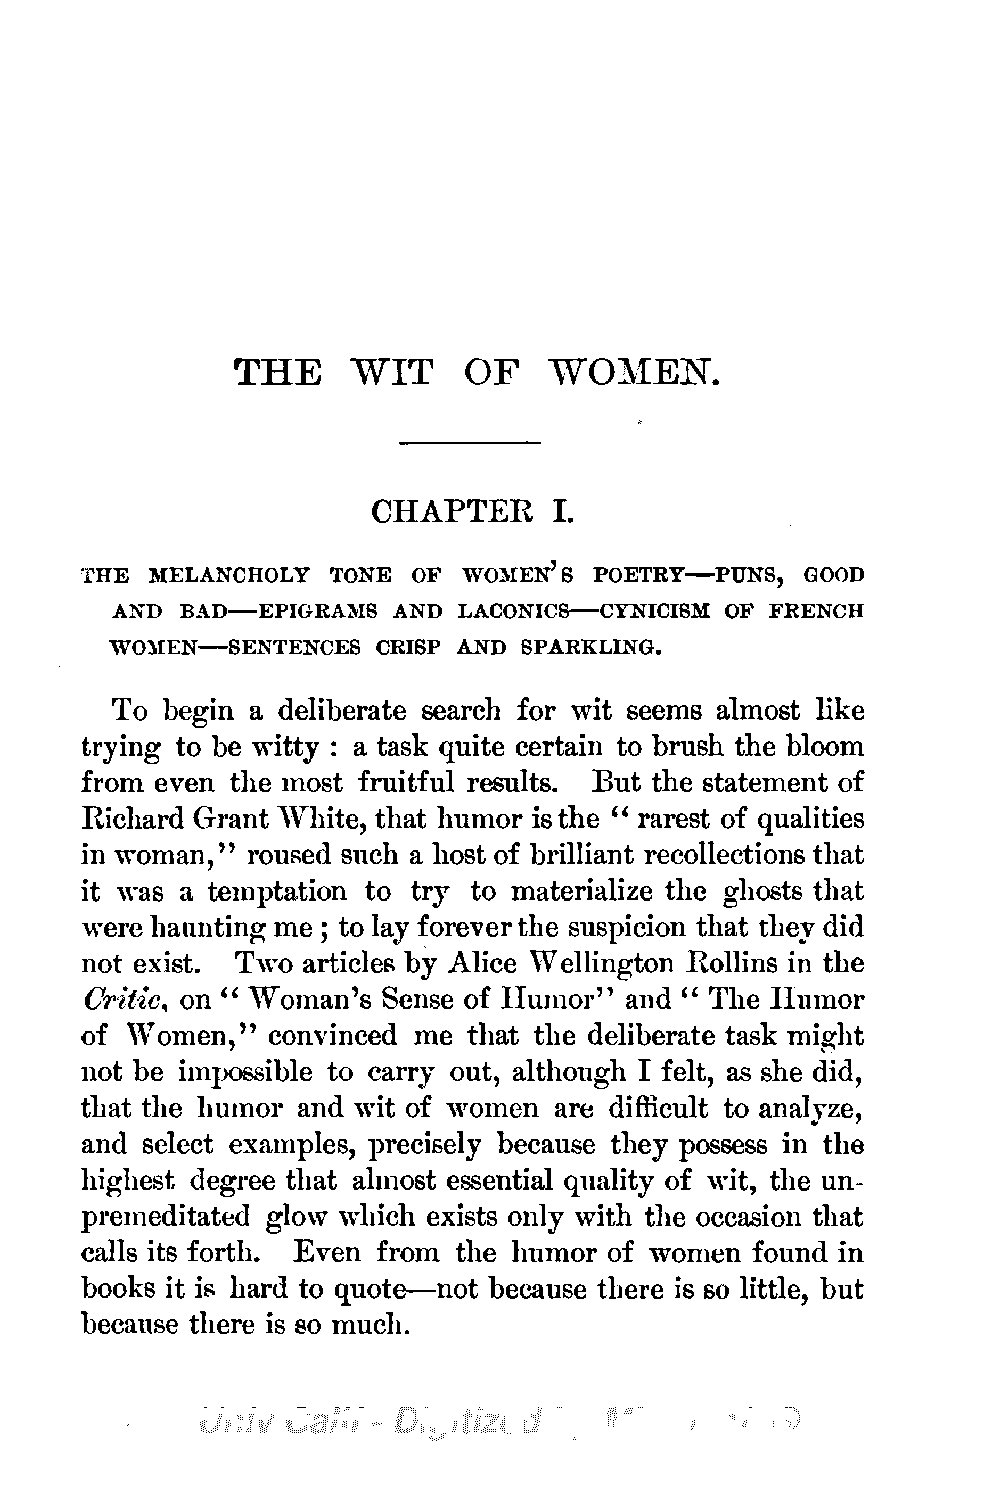 THE WIT OF WOMEN.
CHAPTER I.
THE MELANCHOLY TONE OF WOMEN'S POETRY—PUNS, GOOD
AND BAD—EPIGRAMS AND LACONICS—CYNICISM OF FRENCH
WOMEN—SENTENCES CRISP AND SPARKLING.
To begin a deliberate search for wit seems almost like
trying to be witty : a task quite certain to brush the bloom
from even the most fruitful results. But the statement of
Richard Grant White, that humor is the “ rarest of qualities
in woman,” roused such a host of brilliant recollections that
it was a temptation to try to materialize the ghosts that
were haunting me ; to lay forever the suspicion that they did
not exist. Two articles by Alice Wellington Rollins in the
Critic, on “ Woman's Sense of Humor” and “ The Humor
of Women,” convinced me that the deliberate task might
not be impossible to carry out, although I felt, as she did,
that the humor and wit of women are difficult to analyze,
and select examples, precisely because they possess in the
highest degree that almost essential quality of wit, the un-
premeditated glow which exists only with the occasion that
calls its forth. Even from the humor of women found in
books it is hard to quote—not because there is so little, but
because there is so much.
Univ Calif - Digitized